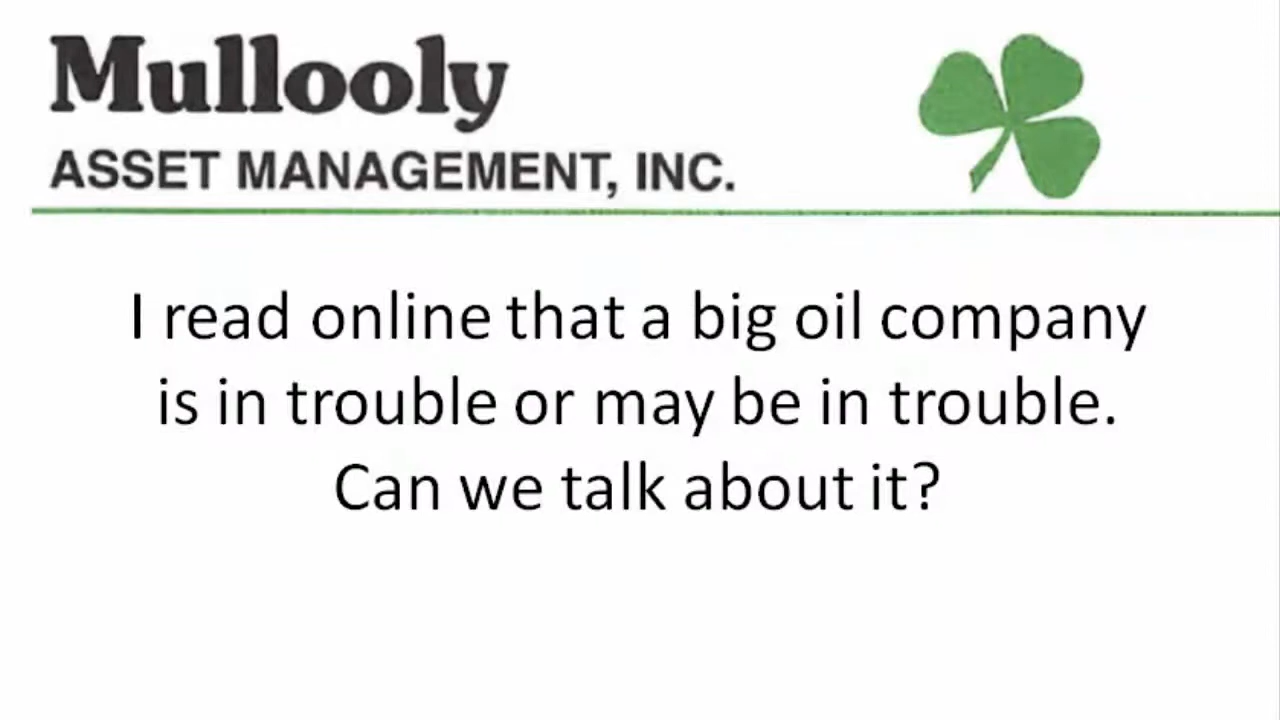 Mullooly
ASSET MANAGEMENT, INC.
I read online that a big oil company
is in trouble or may be in trouble.
Can we talk about it?